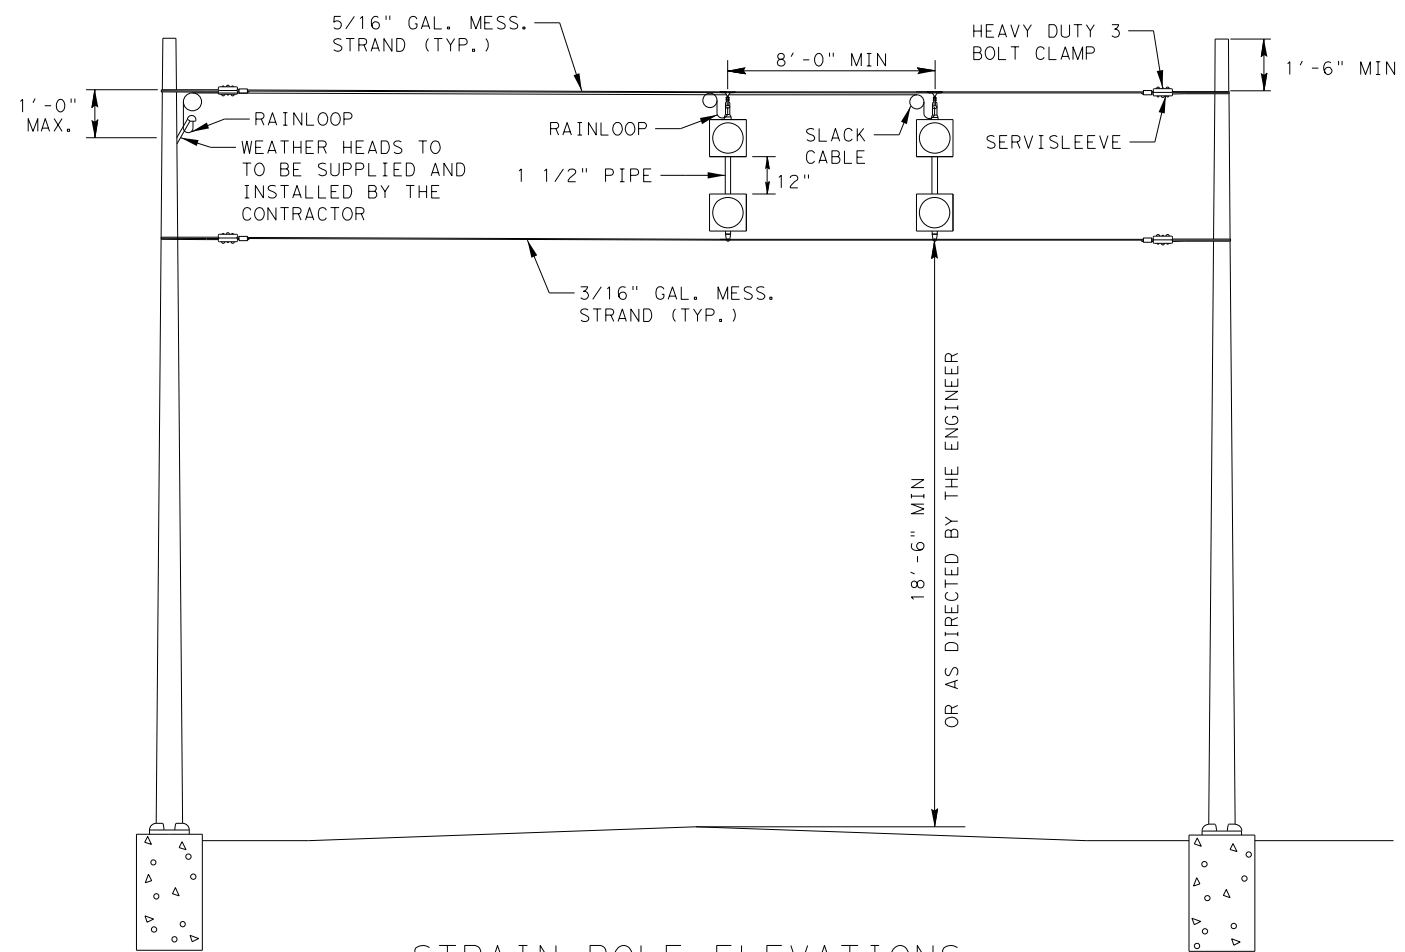 5/16" GAL. MESS.
STRAND (TYP.)
HEAVY DUTY 3
BOLT CLAMP
8'-0" MIN
1'-6" MIN
1'-0"
MAX.
RAINLOOP
RAINLOOP
SLACK
CABLE
SERVISLEEVE
WEATHER HEADS TO
TO BE SUPPLIED AND
INSTALLED BY THE
CONTRACTOR
1 1/2" PIPE
12"
3/16" GAL. MESS.
STRAND (TYP.)
18'-6" MIN
OR AS DIRECTED BY THE ENGINEER
STRAIN POLE ELEVATIONS